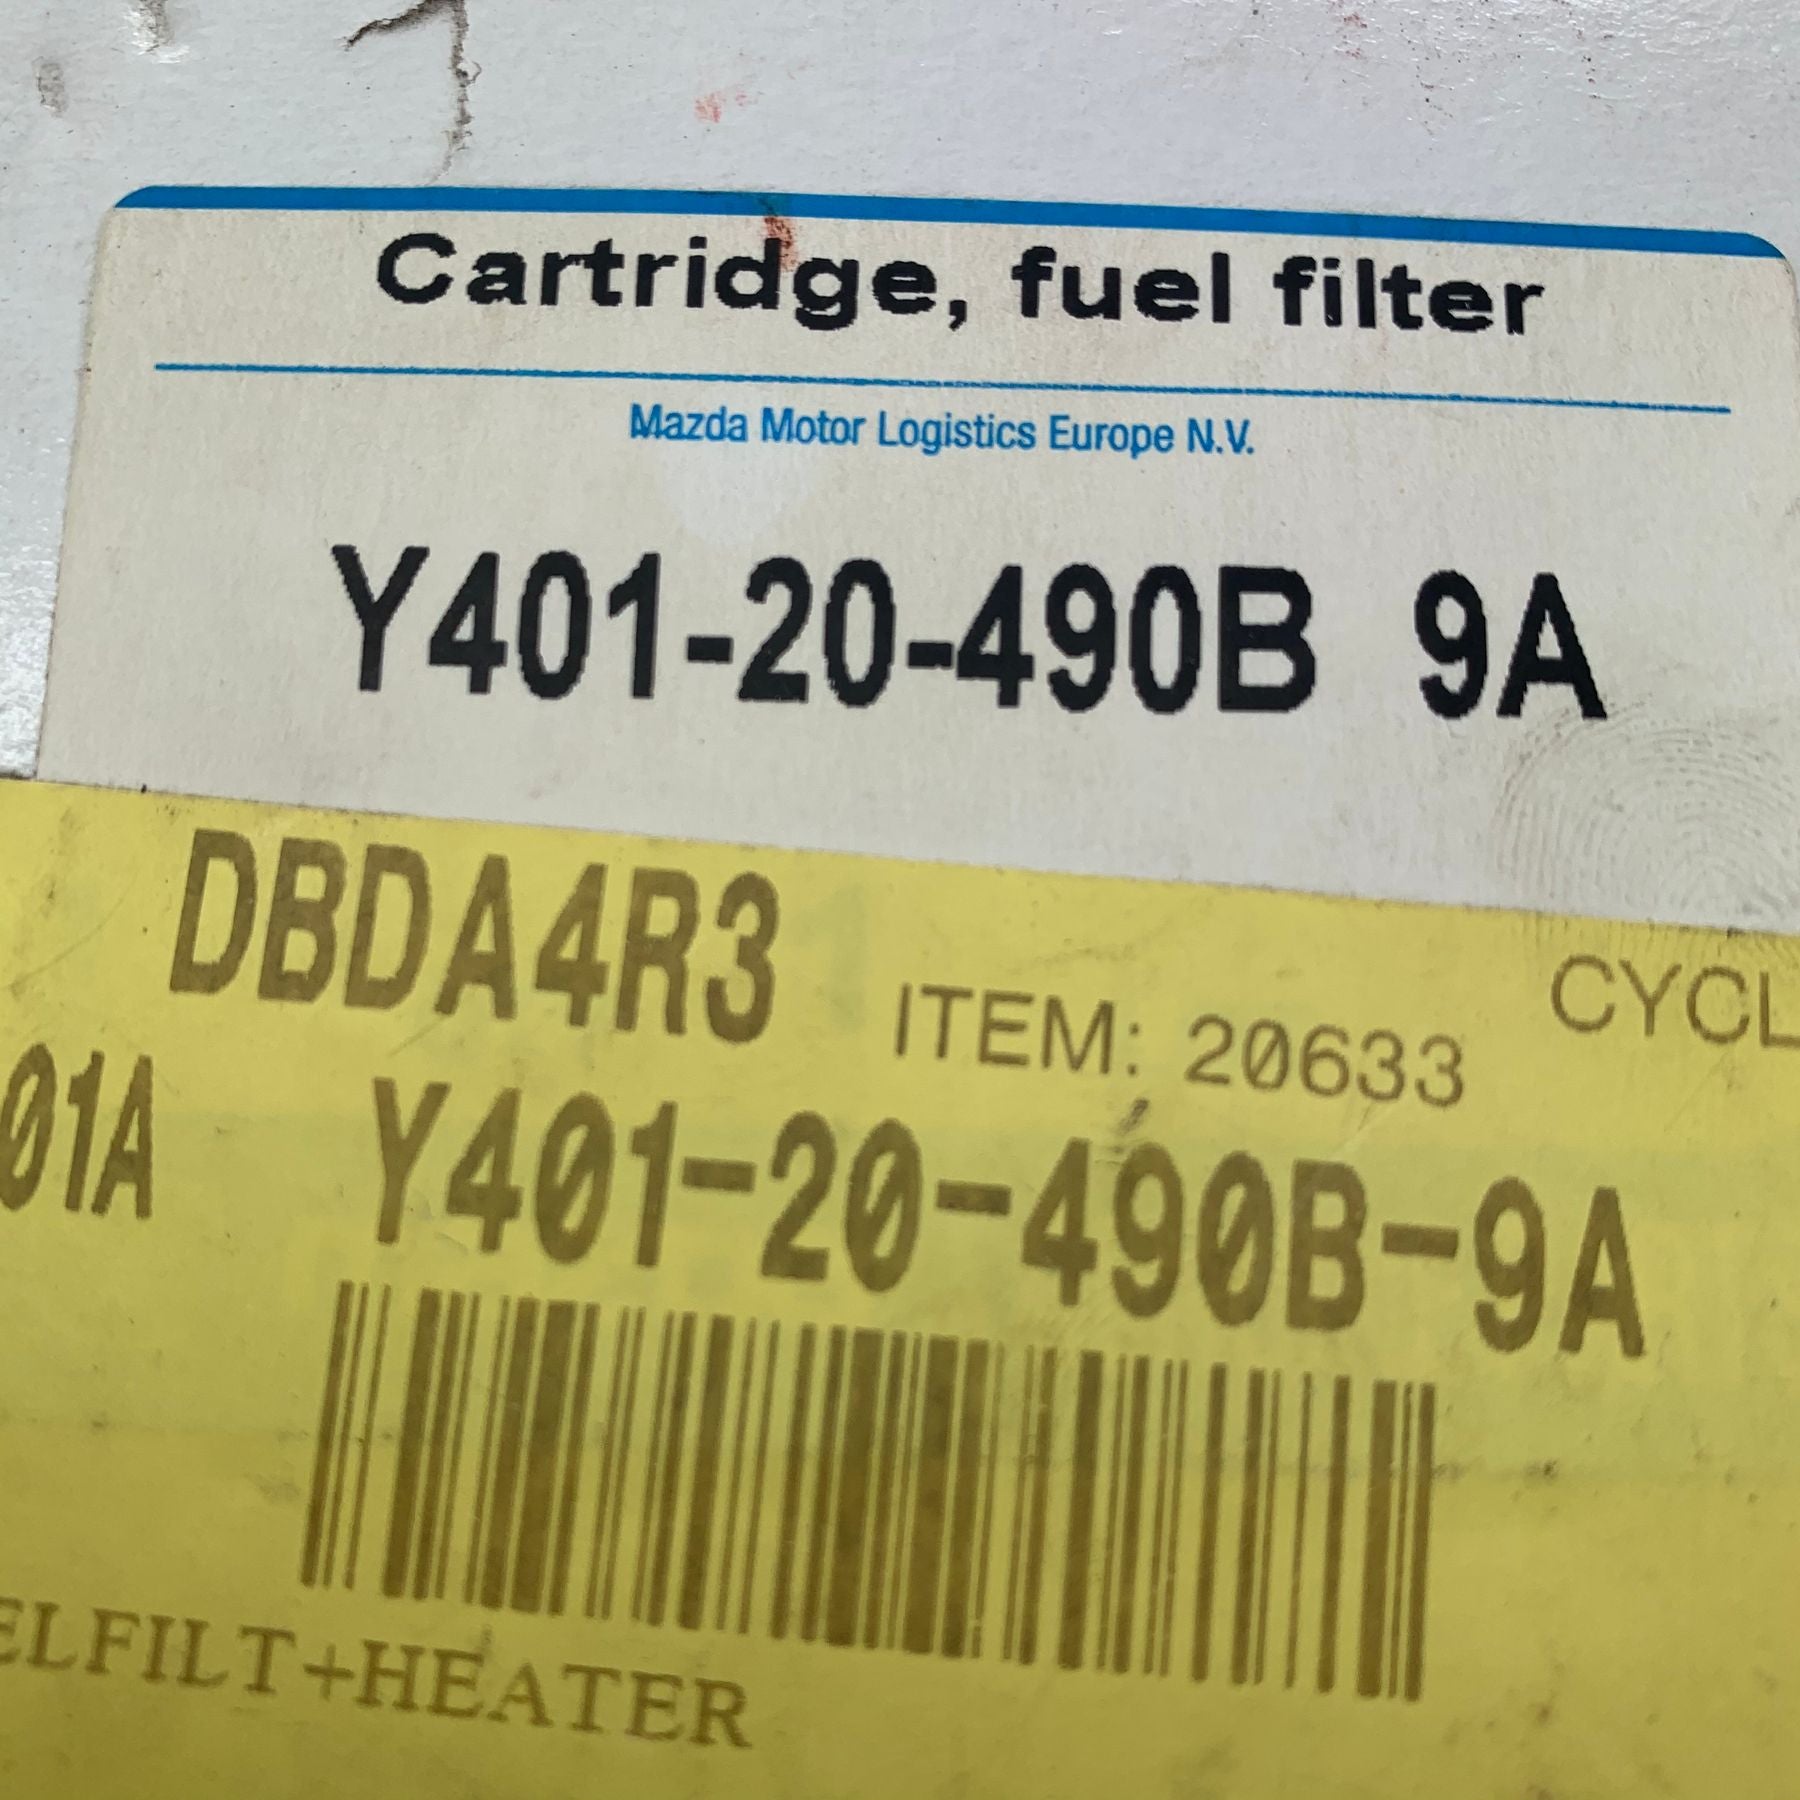 Cartridge, fuel filter
Mazda Motor Logistics Europe N.V.
Y401-20-490B 9A
DBDA4R3
ITEM: 20633
CYCL
01A
Y401-20-490B-9A
ELFILT+HEATER